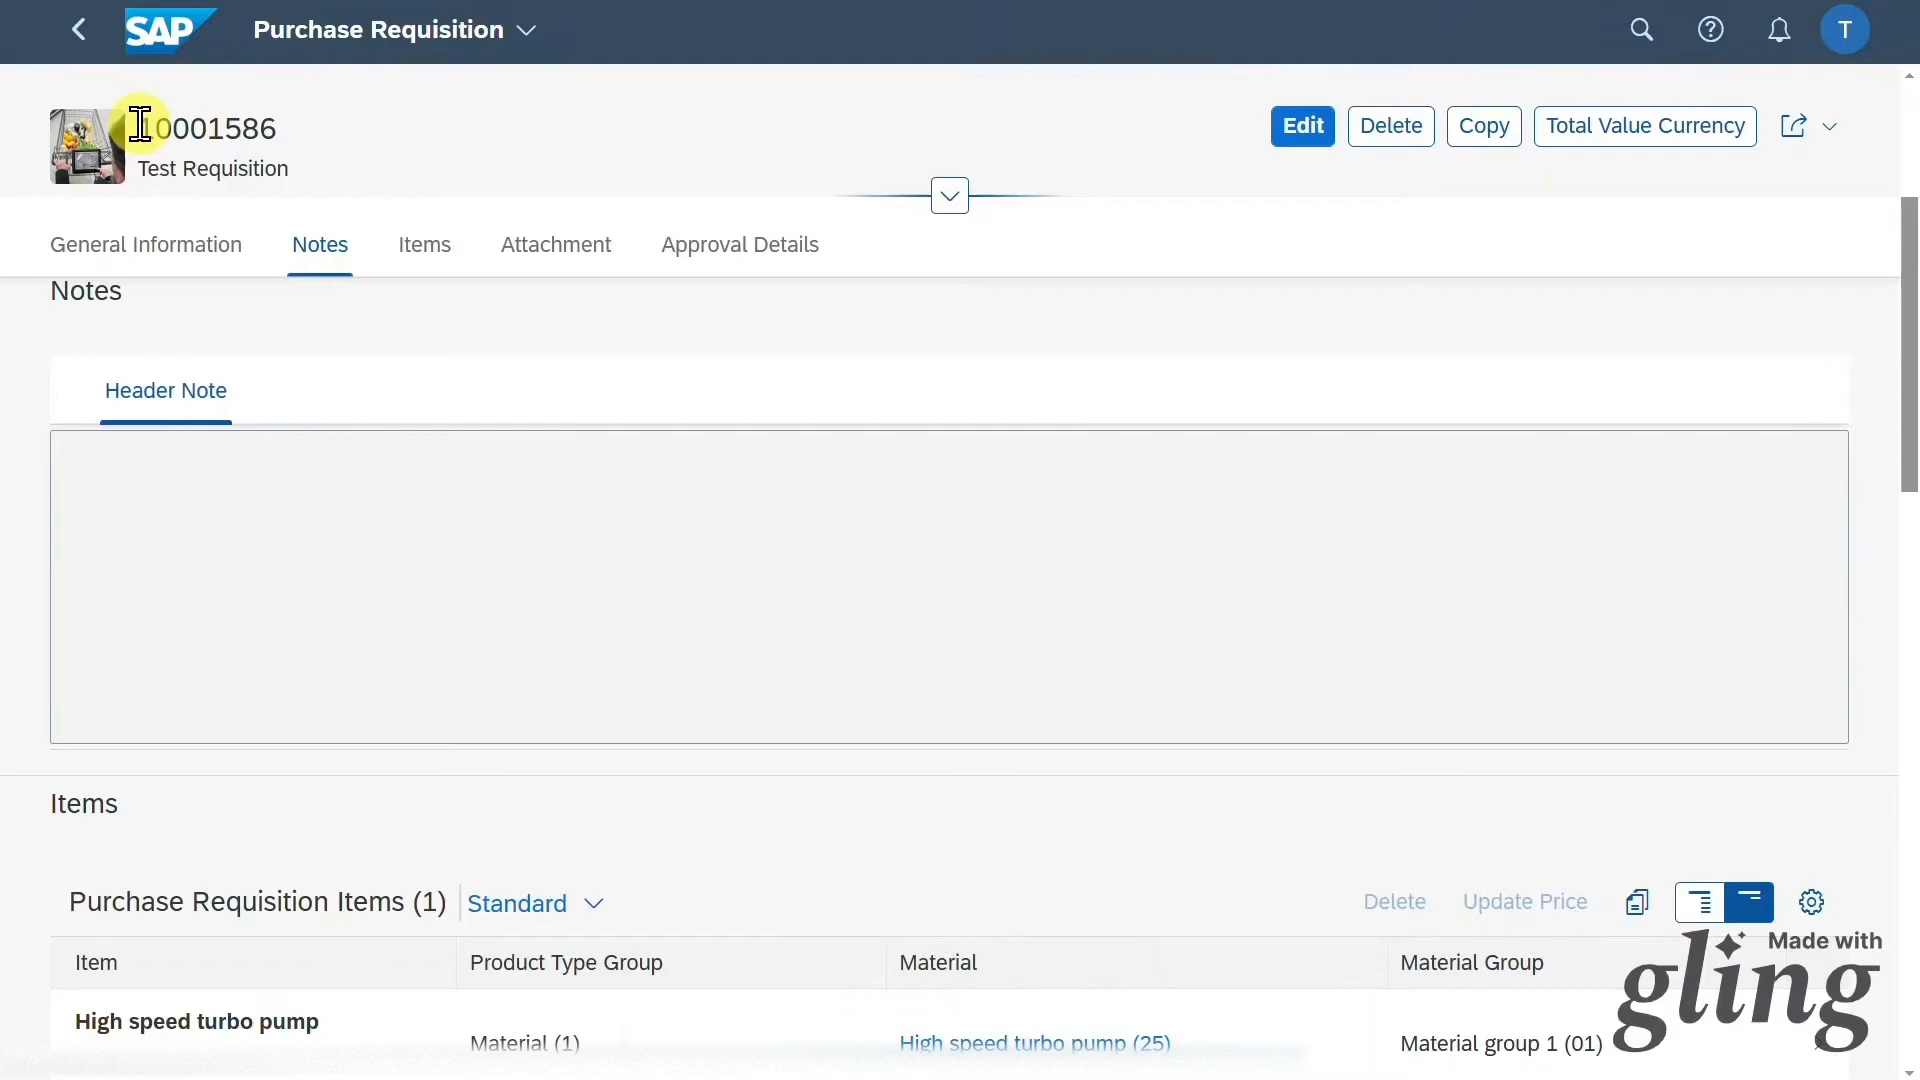 SAP Purchase Requisition T
10001586
Test Requisition
Edit Delete Copy Total Value Currency
General Information Notes Items Attachment Approval Details
Notes
Header Note
Items
Purchase Requisition Items (1) Standard Delete Update Price
Item Product Type Group Material Material Group
High speed turbo pump
Material (1) High speed turbo pump (25) Material group 1 (01)
Made with
gling